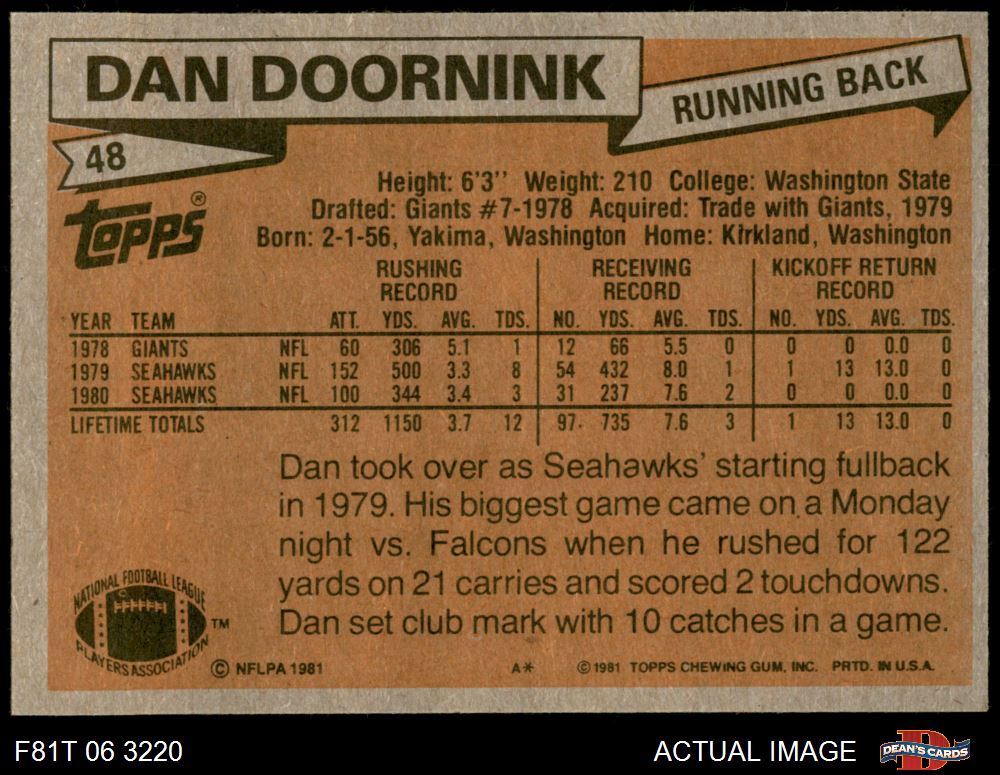 DAN DOORNINK
RUNNING BACK
48
Topps®
Height: 6'3'' Weight: 210 College: Washington State
Drafted: Giants #7-1978 Acquired: Trade with Giants, 1979
Born: 2-1-56, Yakima, Washington Home: Kirkland, Washington
RUSHING RECORD RECEIVING RECORD KICKOFF RETURN RECORD
YEAR TEAM ATT. YDS. AVG. TDS. NO. YDS. AVG. TDS. NO. YDS. AVG. TDS.
1978 GIANTS NFL 60 306 5.1 1 12 66 5.5 0 0 0 0.0 0
1979 SEAHAWKS NFL 152 500 3.3 8 54 432 8.0 1 1 13 13.0 0
1980 SEAHAWKS NFL 100 344 3.4 3 31 237 7.6 2 0 0 0.0 0
LIFETIME TOTALS 312 1150 3.7 12 97 735 7.6 3 1 13 13.0 0
Dan took over as Seahawks' starting fullback
in 1979. His biggest game came on a Monday
night vs. Falcons when he rushed for 122
yards on 21 carries and scored 2 touchdowns.
Dan set club mark with 10 catches in a game.
NATIONAL FOOTBALL LEAGUE
PLAYERS ASSOCIATION
TM
© NFLPA 1981 A* © 1981 TOPPS CHEWING GUM, INC. PRTD. IN U.S.A.
F81T 06 3220 ACTUAL IMAGE DEAN'S CARDS